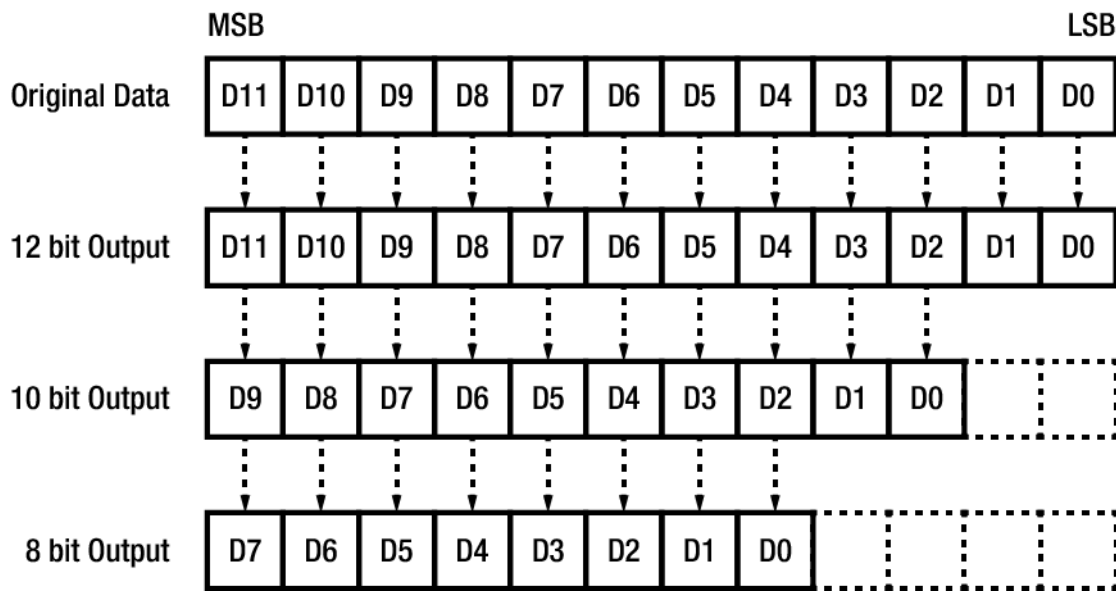 MSB LSB
Original Data D11 D10 D9 D8 D7 D6 D5 D4 D3 D2 D1 D0
12 bit Output D11 D10 D9 D8 D7 D6 D5 D4 D3 D2 D1 D0
10 bit Output D9 D8 D7 D6 D5 D4 D3 D2 D1 D0
8 bit Output D7 D6 D5 D4 D3 D2 D1 D0